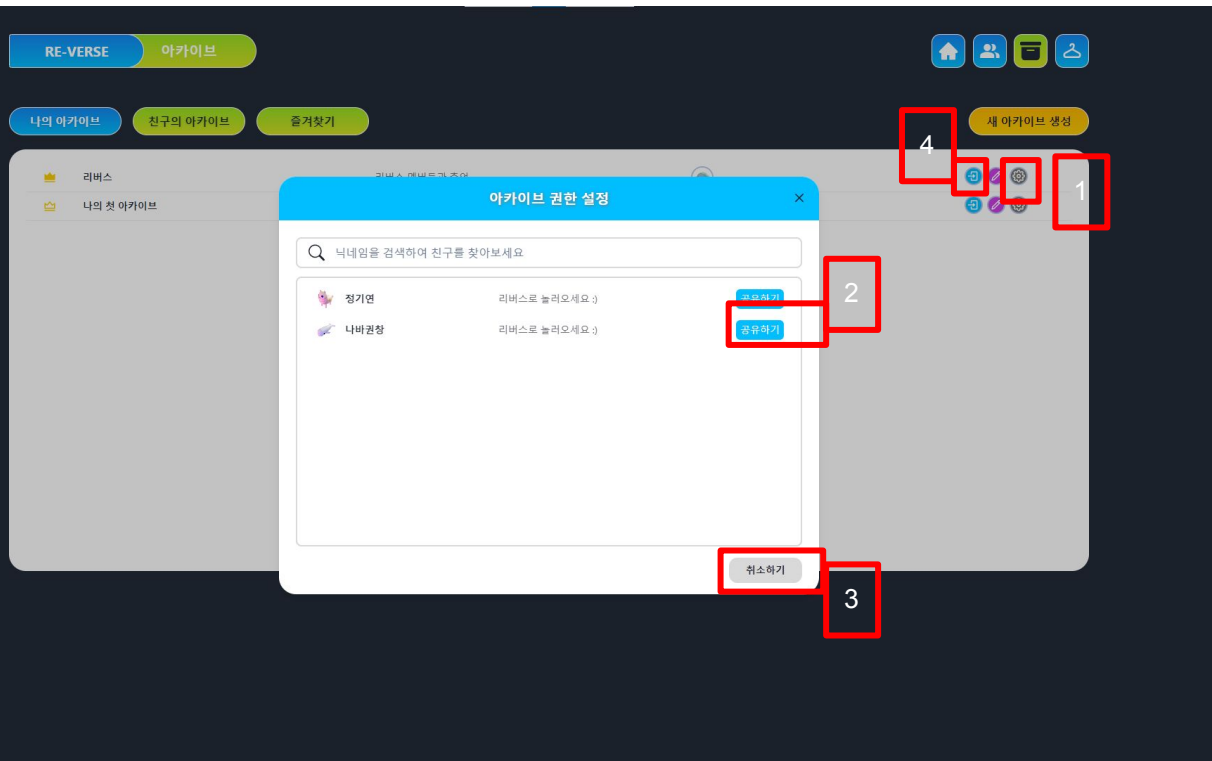 RE-VERSE 아카이브
나의 아카이브 친구의 아카이브 즐겨찾기 새 아카이브 생성
4
리버스
1
아카이브 권한 설정 ×
나의 첫 아카이브
닉네임을 검색하여 친구를 찾아보세요
정기연 리버스로 놀러오세요 :) 공유하기
2
나바권창 리버스로 놀러오세요 :) 공유하기
취소하기
3